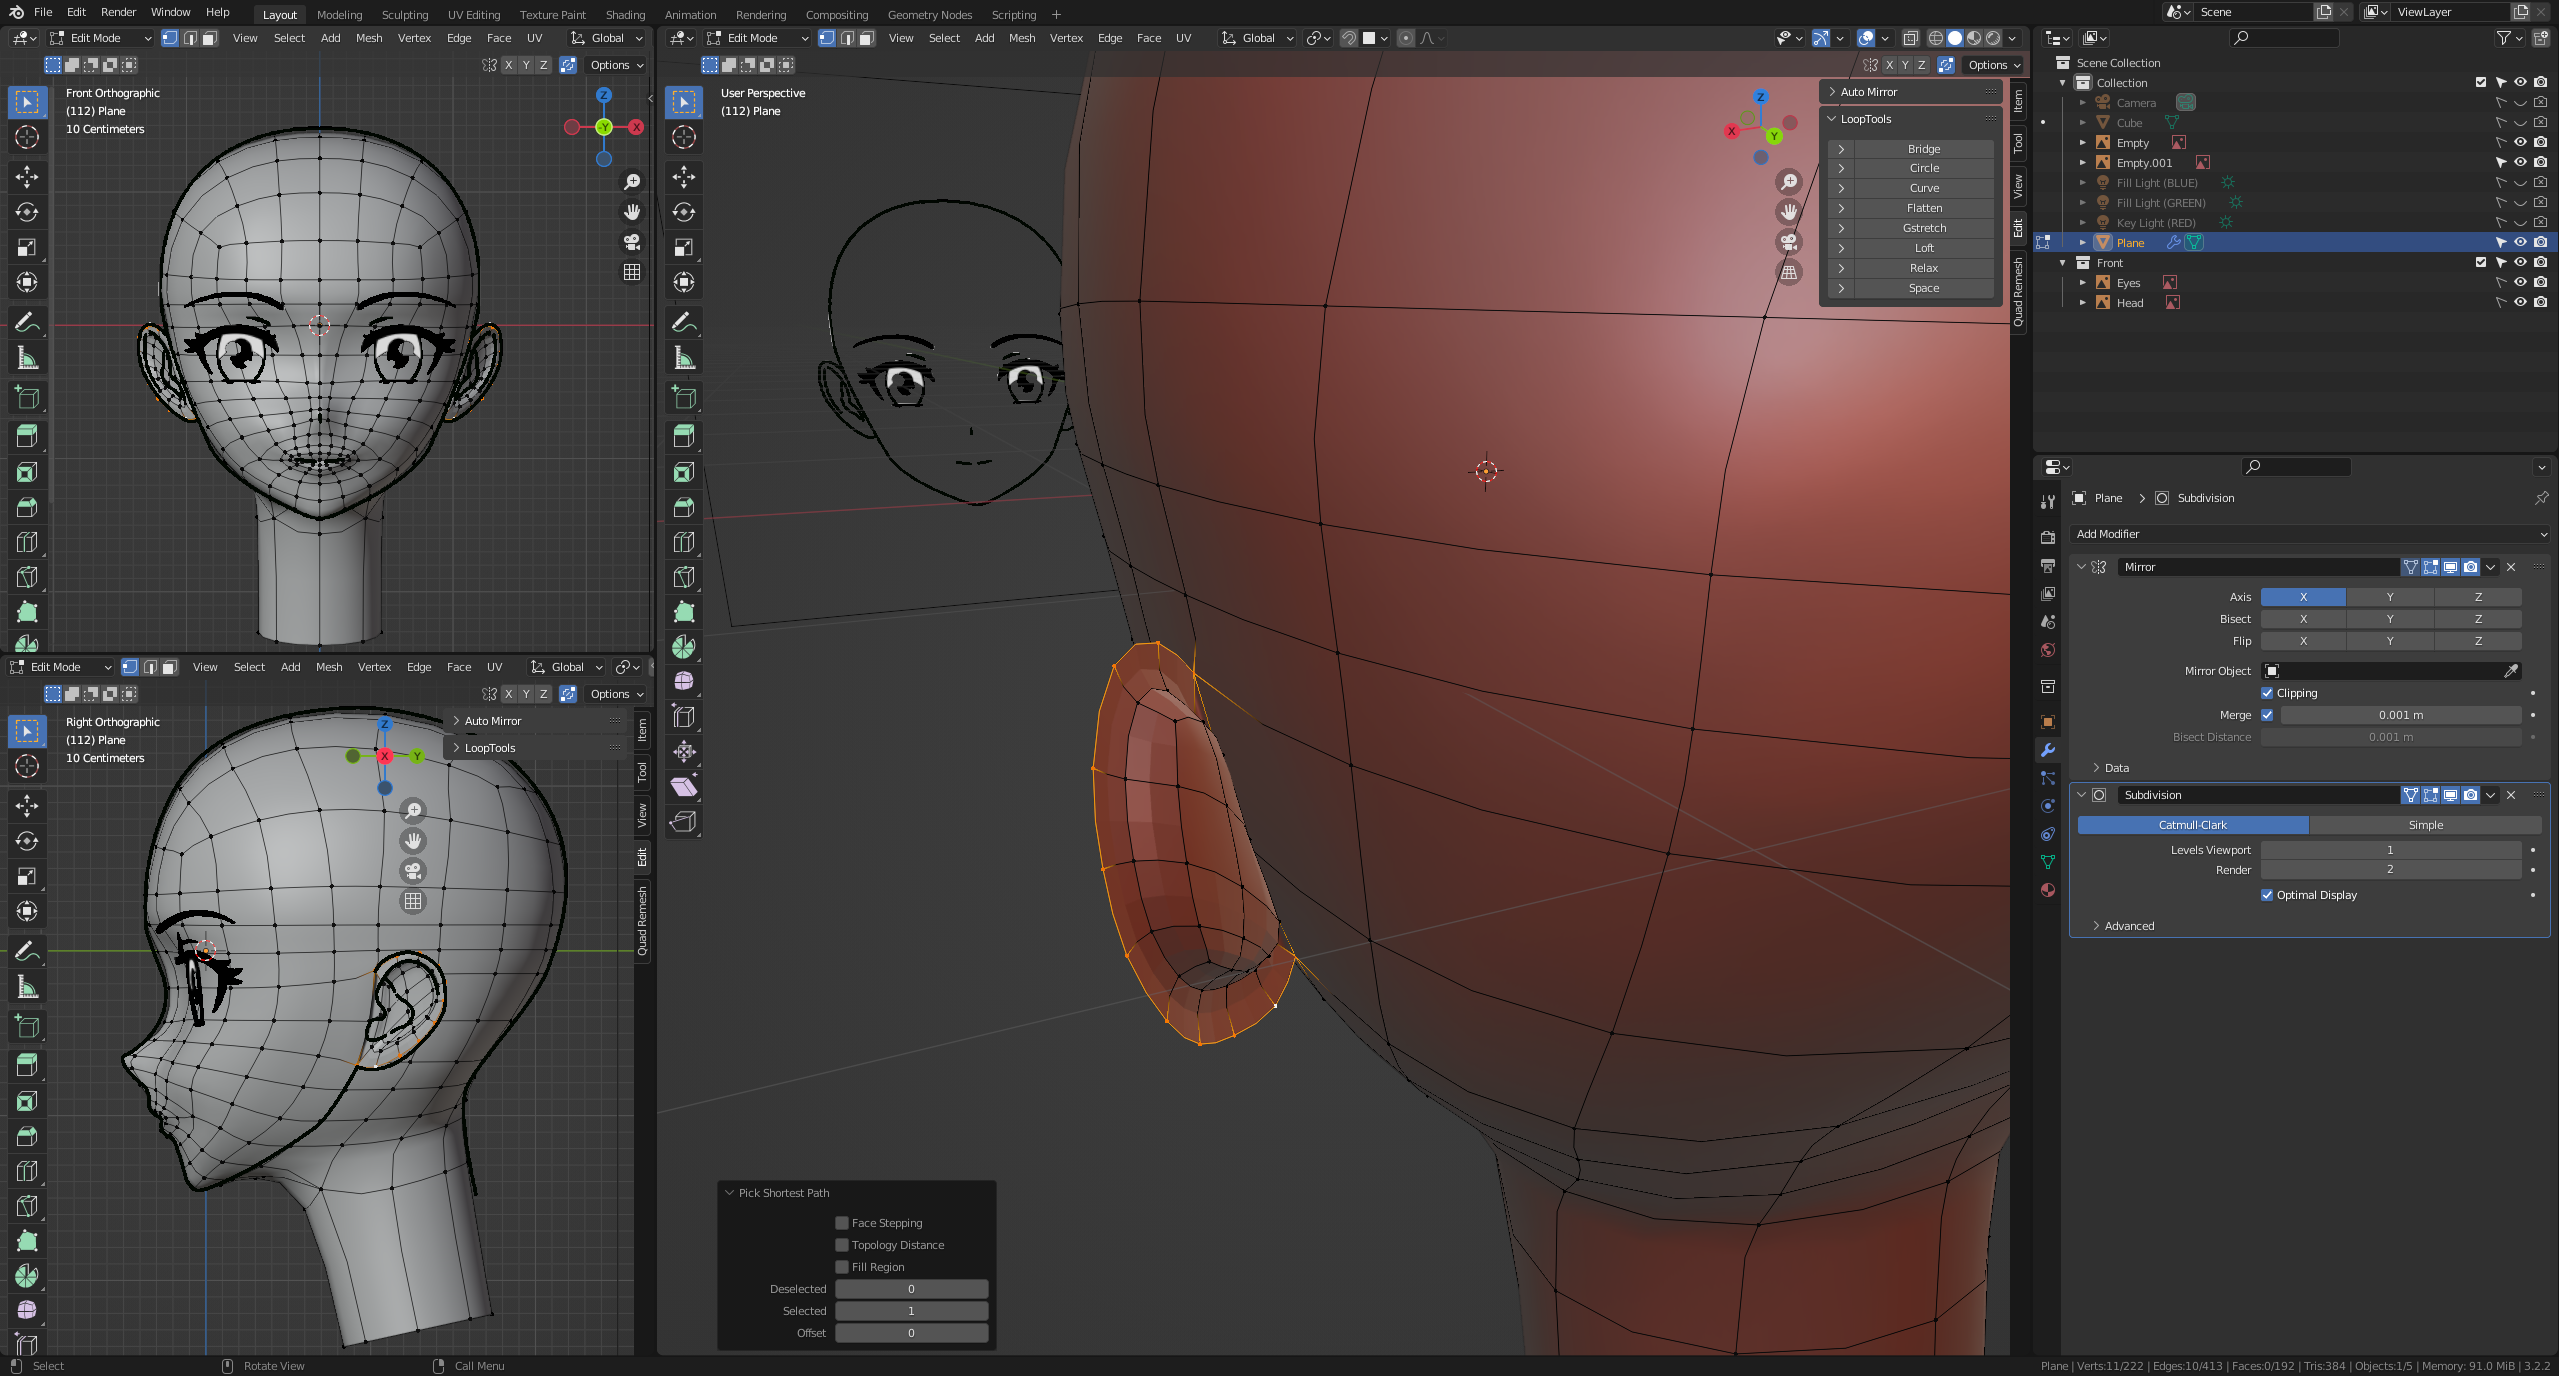 File Edit Render Window Help Layout Modeling Sculpting UV Editing Texture Paint Shading Animation Rendering Compositing Geometry Nodes Scripting + Scene ViewLayer
Edit Mode View Select Add Mesh Vertex Edge Face UV Global
X Y Z Options
Front Orthographic
(112) Plane
10 Centimeters
Z
-Y X
Edit Mode View Select Add Mesh Vertex Edge Face UV Global
X Y Z Options
Right Orthographic
(112) Plane
10 Centimeters
Z
X Y
Auto Mirror
LoopTools
Item
Tool
View
Edit
Quad Remesh
Edit Mode View Select Add Mesh Vertex Edge Face UV Global
X Y Z Options
User Perspective
(112) Plane
Z
X Y
Auto Mirror
LoopTools
Bridge
Circle
Curve
Flatten
Gstretch
Loft
Relax
Space
Item
Tool
View
Edit
Quad Remesh
Pick Shortest Path
Face Stepping
Topology Distance
Fill Region
Deselected 0
Selected 1
Offset 0
Scene Collection
Collection
Camera
Cube
Empty
Empty.001
Fill Light (BLUE)
Fill Light (GREEN)
Key Light (RED)
Plane
Front
Eyes
Head
Plane Subdivision
Add Modifier
Mirror
Axis X Y Z
Bisect X Y Z
Flip X Y Z
Mirror Object
Clipping
Merge 0.001 m
Bisect Distance 0.001 m
Data
Subdivision
Catmull-Clark Simple
Levels Viewport 1
Render 2
Optimal Display
Advanced
Select Rotate View Call Menu
Plane | Verts:11/222 | Edges:10/413 | Faces:0/192 | Tris:384 | Objects:1/5 | Memory: 91.0 MiB | 3.2.2